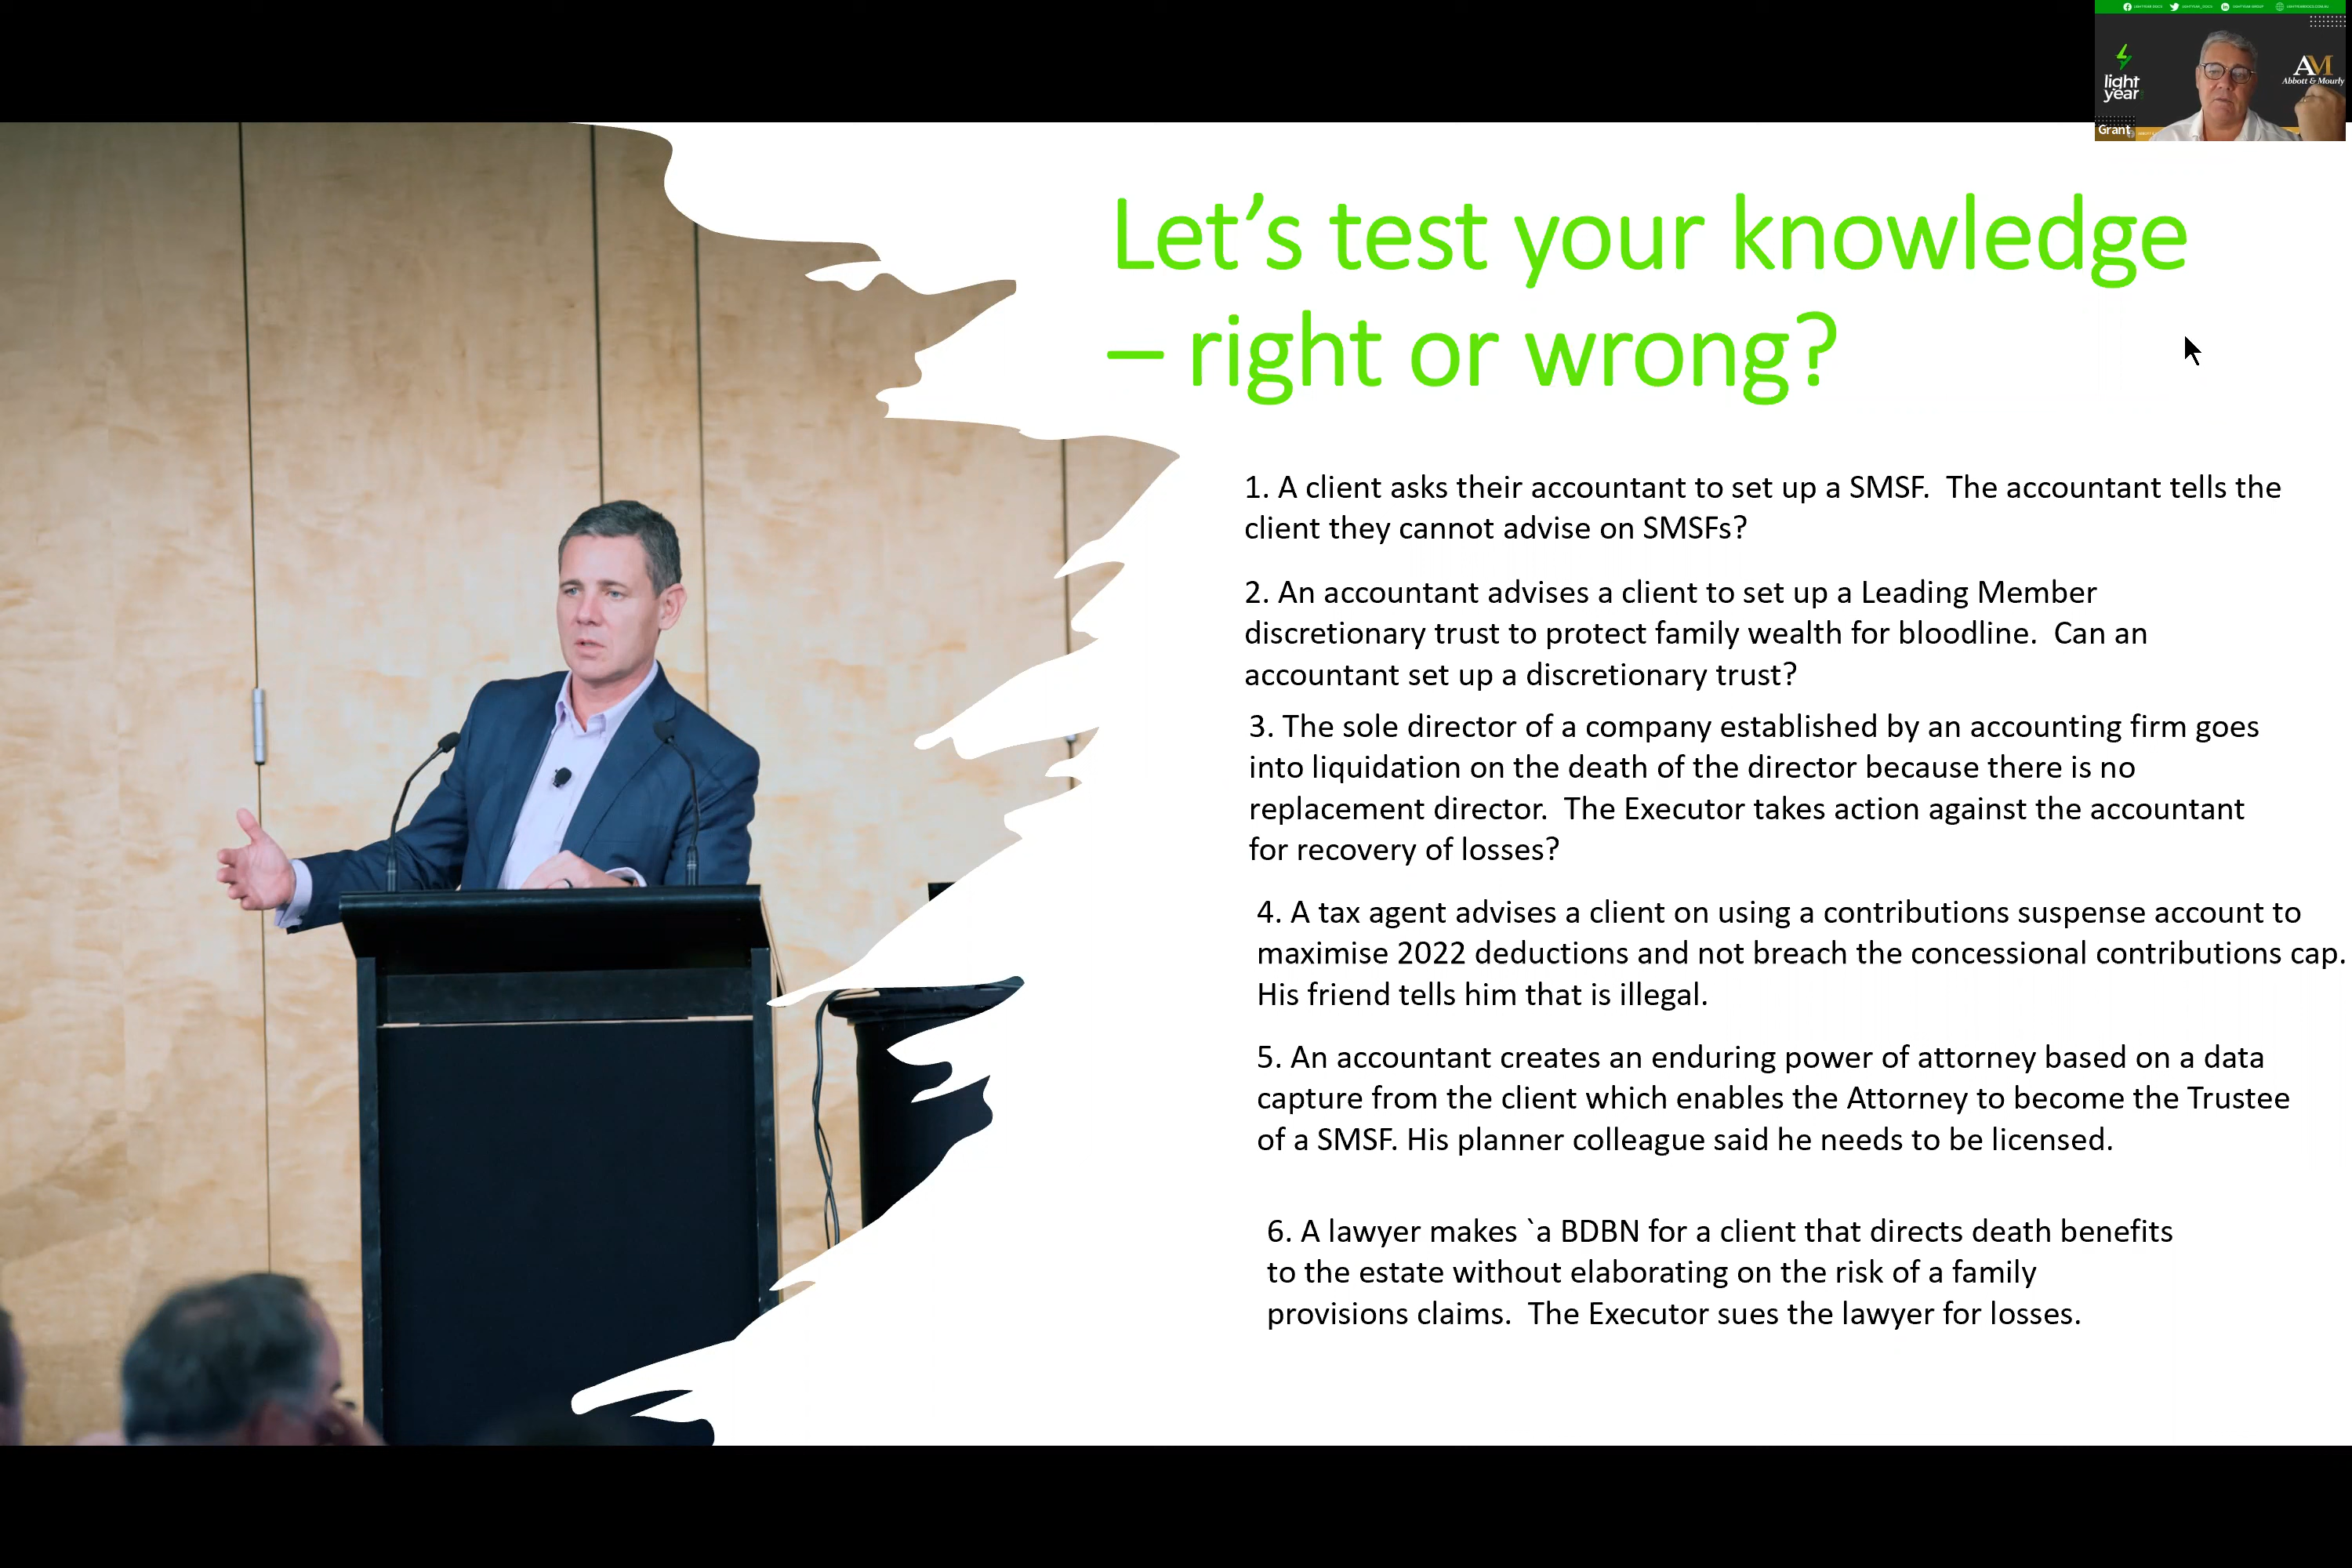 light
year
AM
Abbott & Mourly
Grant
Let's test your knowledge
– right or wrong?
1. A client asks their accountant to set up a SMSF.  The accountant tells the
client they cannot advise on SMSFs?
2. An accountant advises a client to set up a Leading Member
discretionary trust to protect family wealth for bloodline.  Can an
accountant set up a discretionary trust?
3. The sole director of a company established by an accounting firm goes
into liquidation on the death of the director because there is no
replacement director.  The Executor takes action against the accountant
for recovery of losses?
4. A tax agent advises a client on using a contributions suspense account to
maximise 2022 deductions and not breach the concessional contributions cap.
His friend tells him that is illegal.
5. An accountant creates an enduring power of attorney based on a data
capture from the client which enables the Attorney to become the Trustee
of a SMSF. His planner colleague said he needs to be licensed.
6. A lawyer makes `a BDBN for a client that directs death benefits
to the estate without elaborating on the risk of a family
provisions claims.  The Executor sues the lawyer for losses.